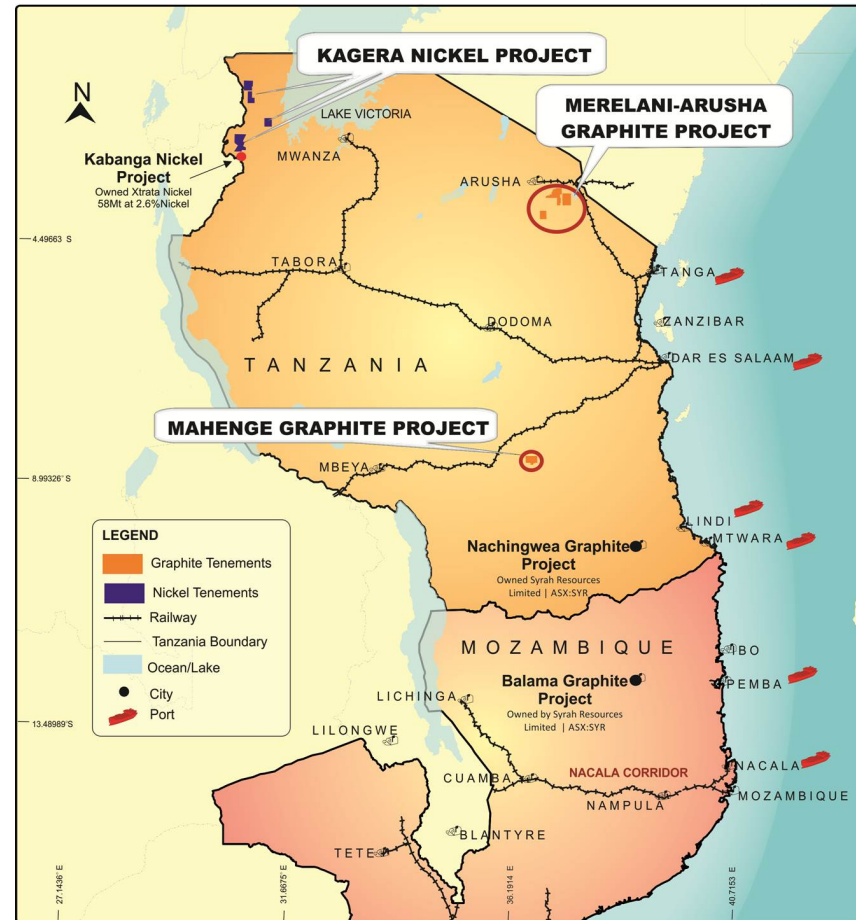 KAGERA NICKEL PROJECT
N
LAKE VICTORIA
MERELANI-ARUSHA
GRAPHITE PROJECT
Kabanga Nickel
Project
Owned Xtrata Nickel
58Mt at 2.6%Nickel
MWANZA
ARUSHA
4.49663 S
TABORA
TANGA
DODOMA
ZANZIBAR
DAR ES SALAAM
TANZANIA
MAHENGE GRAPHITE PROJECT
MBEYA
8.99326 S
LINDI
MTWARA
Nachingwea Graphite
Project
Owned Syrah Resources
Limited | ASX:SYR
LEGEND
Graphite Tenements
Nickel Tenements
Railway
Tanzania Boundary
Ocean/Lake
City
Port
MOZAMBIQUE
IBO
Balama Graphite
Project
Owned by Syrah Resources
Limited | ASX:SYR
PEMBA
LICHINGA
13.48989°S
LILONGWE
NACALA
CUAMBA
NACALA CORRIDOR
NAMPULA
MOZAMBIQUE
BLANTYRE
TETE
27.1436° E
31.6675° E
36.1914 E
40.7153 E